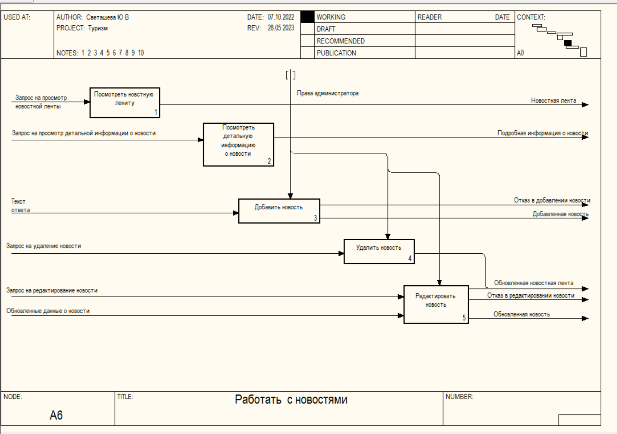 USED AT:
AUTHOR: Светашева Ю В
DATE: 07.10.2022
WORKING
READER
DATE
CONTEXT:
PROJECT: Туризм
REV: 28.05.2023
DRAFT
RECOMMENDED
NOTES: 1 2 3 4 5 6 7 8 9 10
PUBLICATION
A0
Права администратора
Запрос на просмотр
новостной ленты
Посмотреть новстную
лениту
1
Новостная лента
Запрос на просмотр детальной информации о новости
Посмотреть
детальную
информацию
о новости
2
Подробная информация о новости
Текст
ответа
Добавить новость
3
Отказ в добавлении новости
Добавленная новость
Запрос на удаление новости
Удалить новость
4
Запрос на редактирование новости
Обновленные данные о новости
Редактировать
новость
5
Обновленная новостная лента
Отказ в редактировании новости
Обновленная новость
NODE:
TITLE:
NUMBER:
A6
Работать с новостями